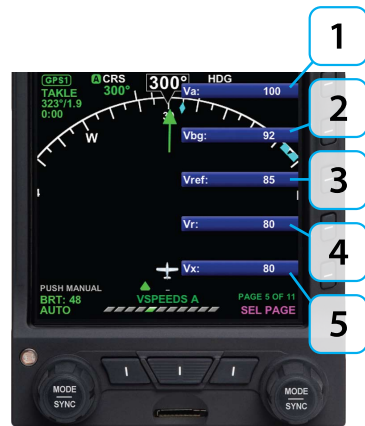 1
GPS1
A CRS
300°
HDG
TAKLE
300°
323°/1.9
0:00
33
W
Va: 100
2
Vbg: 92
3
Vref: 85
4
Vr: 80
5
Vx: 80
PUSH MANUAL
BRT: 48
AUTO
VSPEEDS A
PAGE 5 OF 11
SEL PAGE
MODE
SYNC
MODE
SYNC